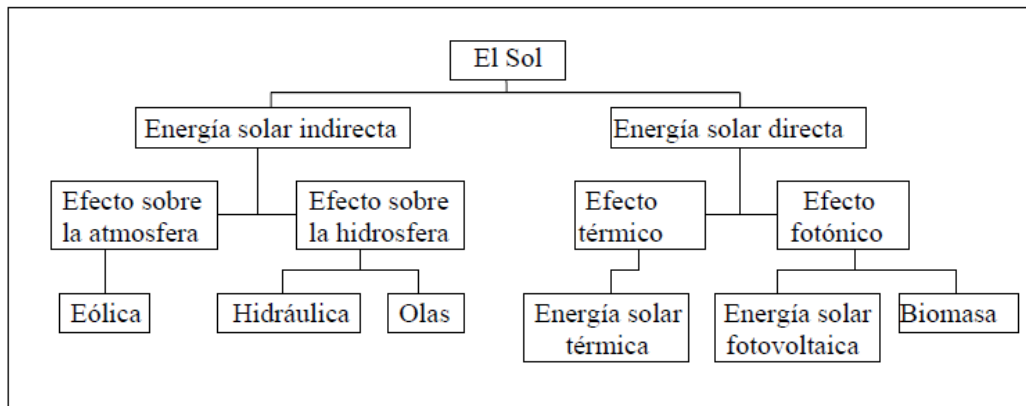 El Sol
Energía solar indirecta
Energía solar directa
Efecto sobre
la atmosfera
Efecto sobre
la hidrosfera
Efecto
térmico
Efecto
fotónico
Eólica
Hidráulica
Olas
Energía solar
térmica
Energía solar
fotovoltaica
Biomasa